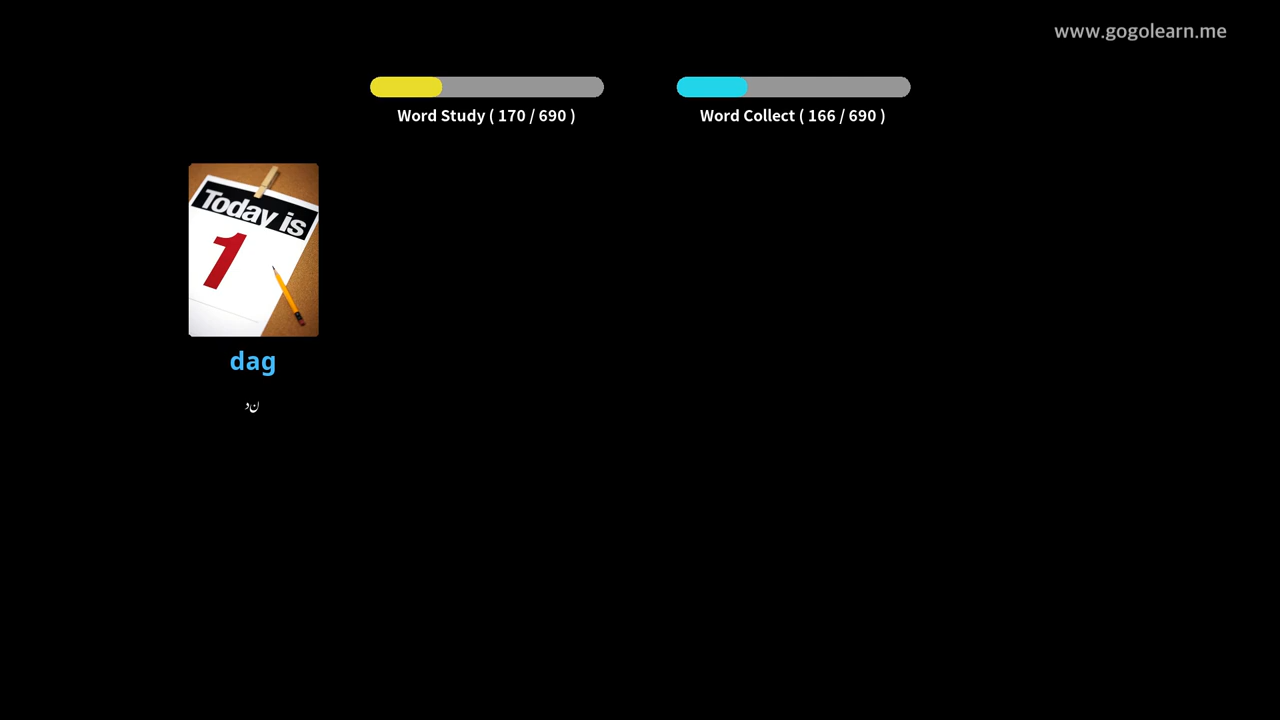 www.gogolearn.me
Word Study ( 170 / 690 )
Word Collect ( 166 / 690 )
Today is
1
dag
دن